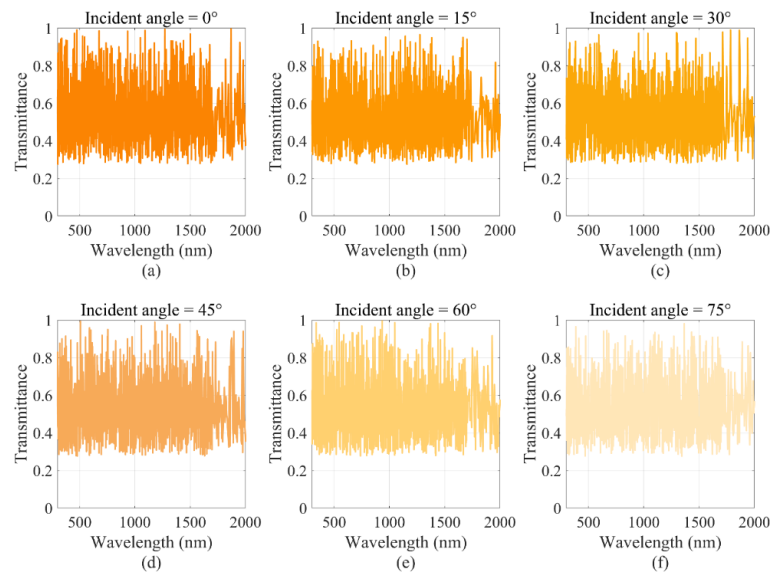 Incident angle = 0° Incident angle = 15° Incident angle = 30°
1 1 1
0.8 0.8 0.8
0.6 0.6 0.6
0.4 0.4 0.4
0.2 0.2 0.2
0 0 0
Transmittance Transmittance Transmittance
500 1000 1500 2000 500 1000 1500 2000 500 1000 1500 2000
Wavelength (nm) Wavelength (nm) Wavelength (nm)
(a) (b) (c)
Incident angle = 45° Incident angle = 60° Incident angle = 75°
1 1 1
0.8 0.8 0.8
0.6 0.6 0.6
0.4 0.4 0.4
0.2 0.2 0.2
0 0 0
Transmittance Transmittance Transmittance
500 1000 1500 2000 500 1000 1500 2000 500 1000 1500 2000
Wavelength (nm) Wavelength (nm) Wavelength (nm)
(d) (e) (f)